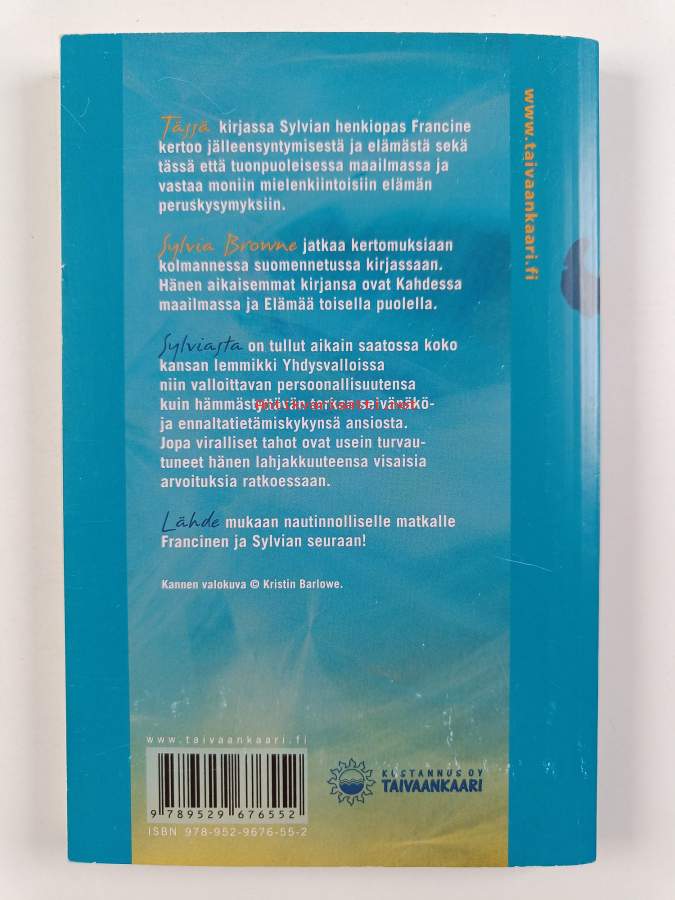 Tässä kirjassa Sylvian henkiopas Francine
kertoo jälleensyntymisestä ja elämästä sekä
tässä että tuonpuoleisessa maailmassa ja
vastaa moniin mielenkiintoisiin elämän
peruskysymyksiin.
Sylvia Browne jatkaa kertomuksiaan
kolmannessa suomennetussa kirjassaan.
Hänen aikaisemmat kirjansa ovat Kahdessa
maailmassa ja Elämää toisella puolella.
Sylviasta on tullut aikain saatossa koko
kansan lemmikki Yhdysvalloissa
niin valloittavan persoonallisuutensa
kuin hämmästyttävän tarkan selvänäkö-
ja ennaltatietämiskykynsä ansiosta.
Jopa viralliset tahot ovat usein turvau-
tuneet hänen lahjakkuuteensa visaisia
arvoituksia ratkoessaan.
Lähde mukaan nautinnolliselle matkalle
Francinen ja Sylvian seuraan!
Kannen valokuva © Kristin Barlowe.
www.taivaankaari.fi
9 789529 676552
ISBN 978-952-9676-55-2
KUSTANNUS OY
TAIVAANKAARI
www.taivaankaari.fi